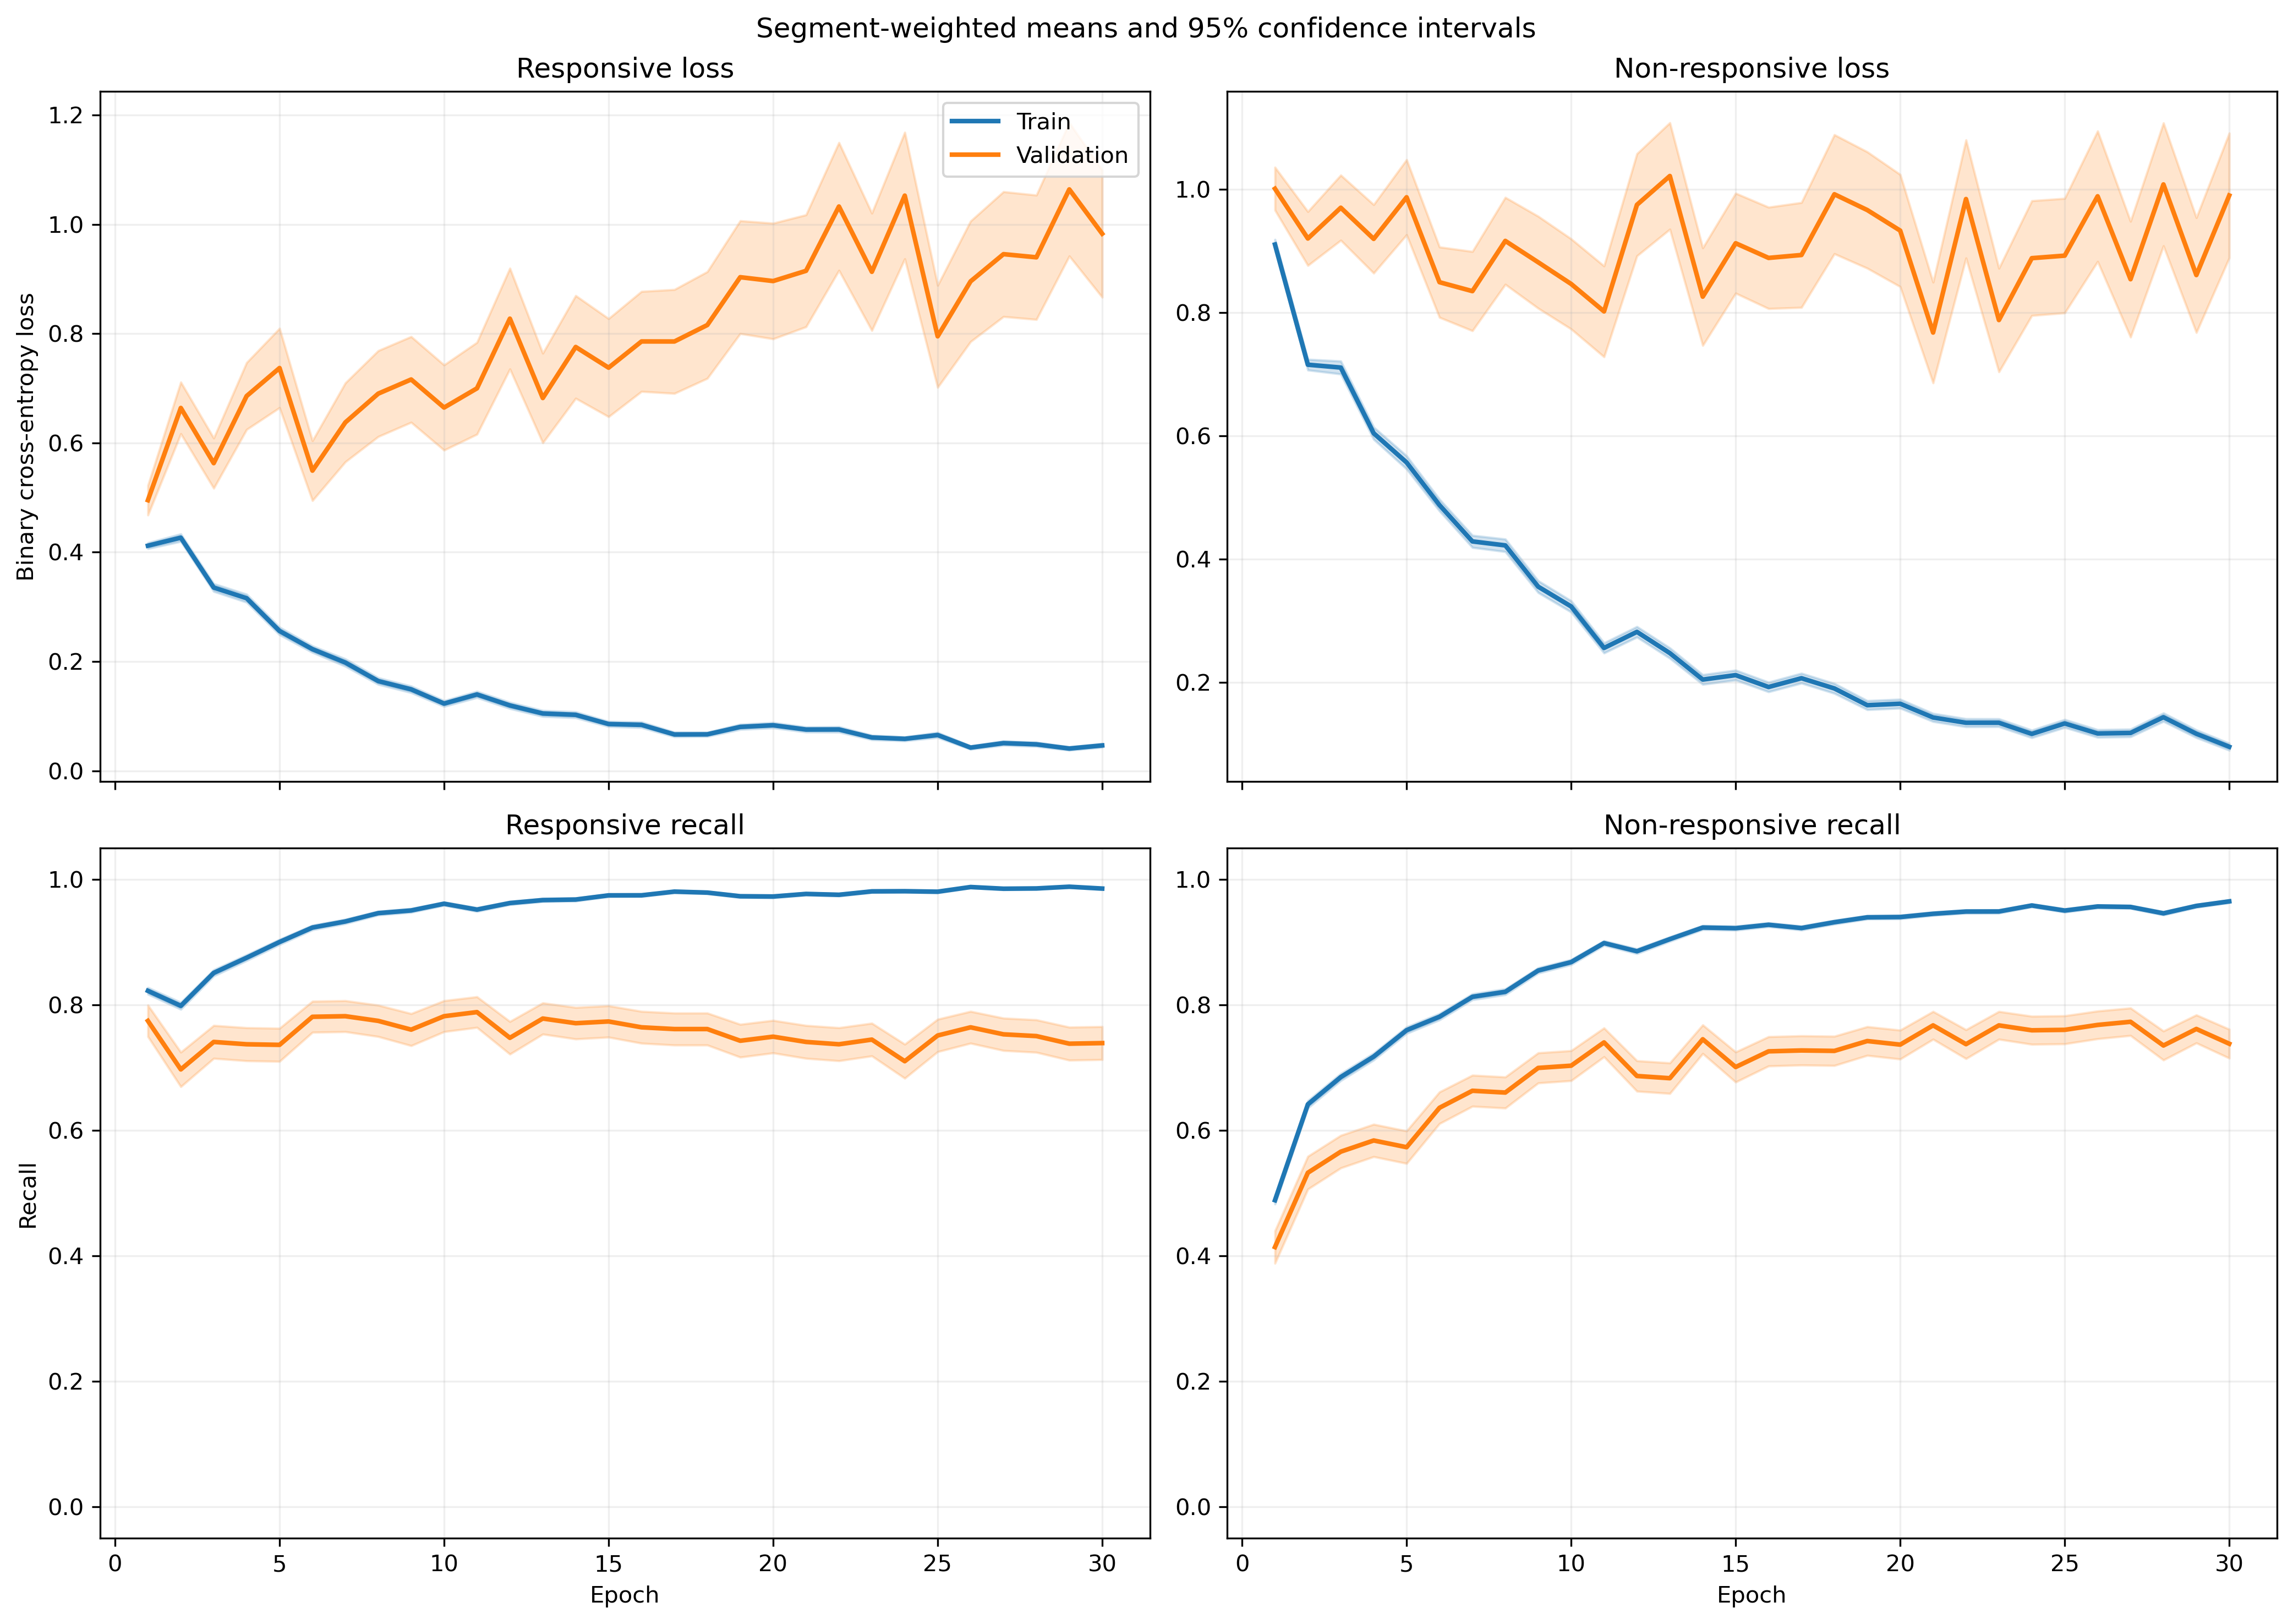 Segment-weighted means and 95% confidence intervals
Responsive loss
Binary cross-entropy loss
1.2
1.0
0.8
0.6
0.4
0.2
0.0
Train
Validation
Non-responsive loss
1.0
0.8
0.6
0.4
0.2
Responsive recall
Recall
1.0
0.8
0.6
0.4
0.2
0.0
0 5 10 15 20 25 30
Epoch
Non-responsive recall
1.0
0.8
0.6
0.4
0.2
0.0
0 5 10 15 20 25 30
Epoch